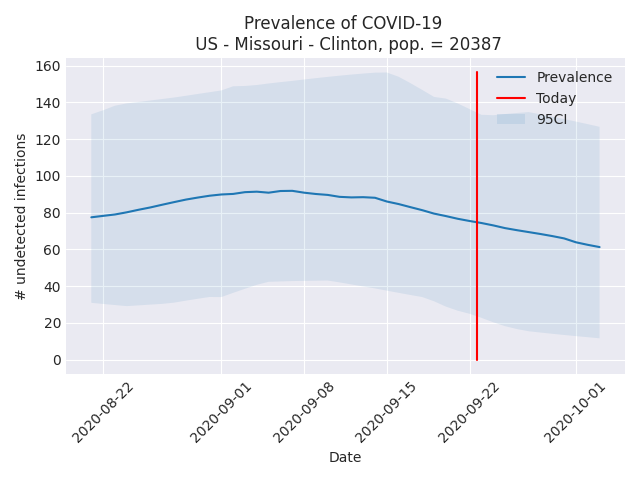 Prevalence of COVID-19
US - Missouri - Clinton, pop. = 20387
160
140
120
100
80
60
40
20
0
# undetected infections
Prevalence
Today
95CI
2020-08-22
2020-09-01
2020-09-08
2020-09-15
2020-09-22
2020-10-01
Date